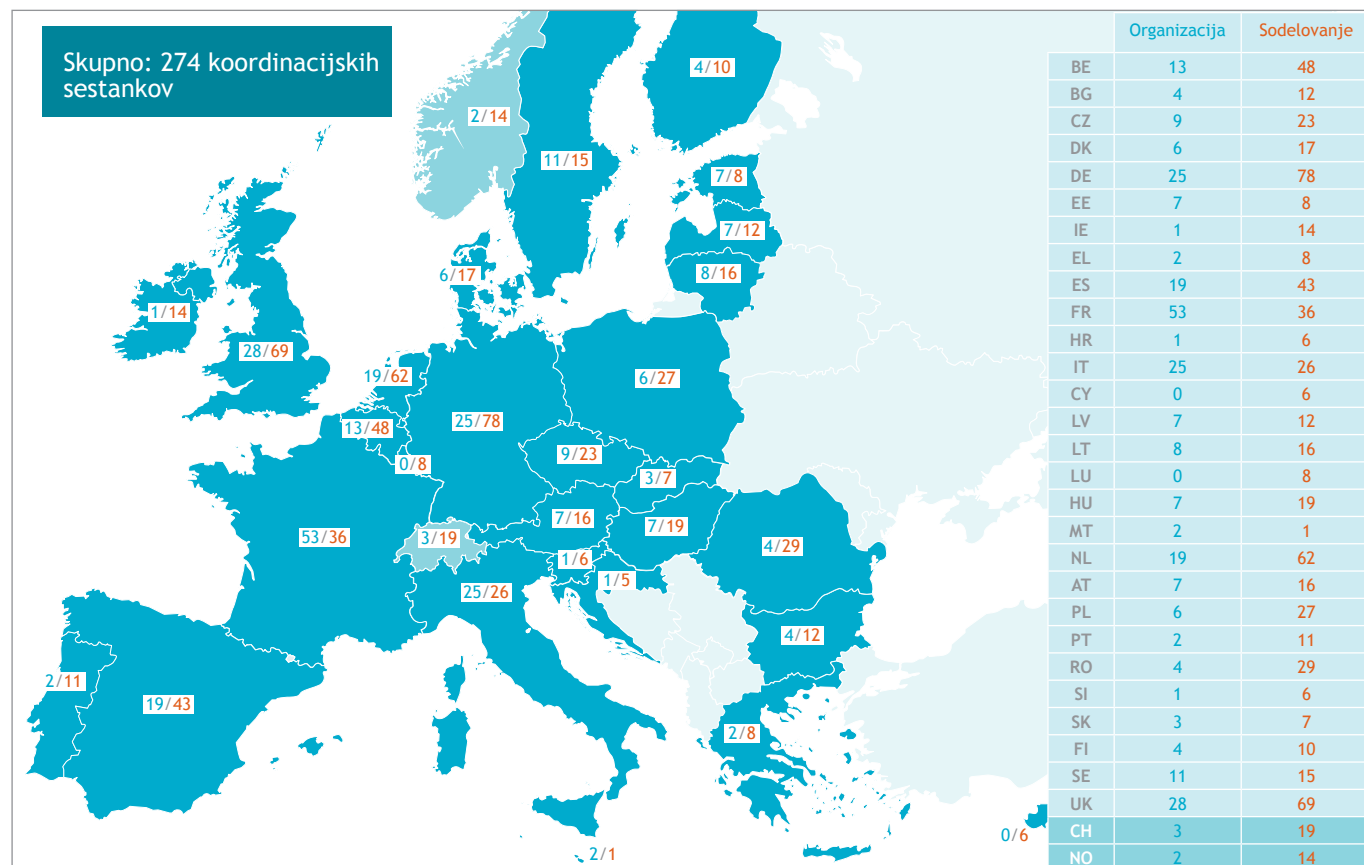 Skupno: 274 koordinacijskih
sestankov
4/10
2/14
11/15
7/8
7/12
6/17
8/16
1/14
28/69
19/62
6/27
13/48
25/78
0/8
9/23
3/7
7/16
7/19
53/36
3/19
4/29
1/6
1/5
25/26
4/12
2/11
19/43
2/8
0/6
2/1
Organizacija Sodelovanje
BE 13 48
BG 4 12
CZ 9 23
DK 6 17
DE 25 78
EE 7 8
IE 1 14
EL 2 8
ES 19 43
FR 53 36
HR 1 6
IT 25 26
CY 0 6
LV 7 12
LT 8 16
LU 0 8
HU 7 19
MT 2 1
NL 19 62
AT 7 16
PL 6 27
PT 2 11
RO 4 29
SI 1 6
SK 3 7
FI 4 10
SE 11 15
UK 28 69
CH 3 19
NO 2 14